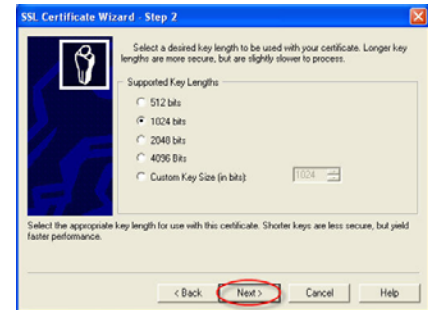 SSL Certificate Wizard - Step 2
Select a desired key length to be used with your certificate. Longer key
lengths are more secure, but are slightly slower to process.
Supported Key Lengths
512 bits
1024 bits
2048 bits
4096 Bits
Custom Key Size (in bits):
1024
Select the appropriate key length for use with this certificate. Shorter keys are less secure, but yield
faster performance.
< Back
Next >
Cancel
Help